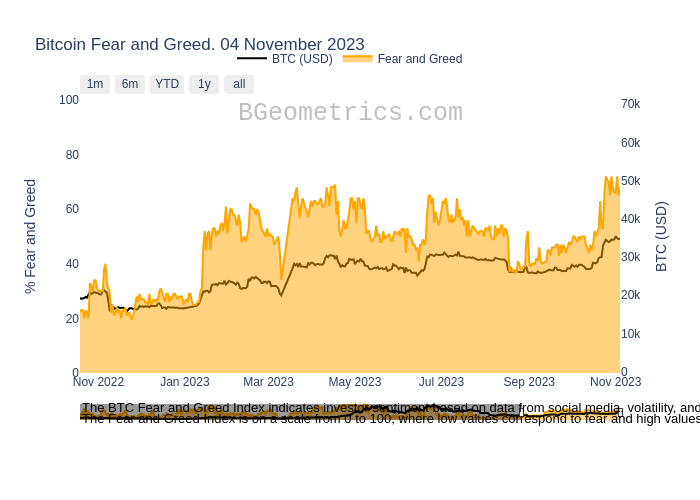 Bitcoin Fear and Greed. 04 November 2023
BTC (USD) Fear and Greed
1m 6m YTD 1y all
BGeometrics.com
100
80
60
40
20
0
% Fear and Greed
70k
60k
50k
40k
30k
20k
10k
0
BTC (USD)
Nov 2022 Jan 2023 Mar 2023 May 2023 Jul 2023 Sep 2023 Nov 2023
The BTC Fear and Greed Index indicates investor sentiment based on data from social media, volatility, and
The Fear and Greed Index is on a scale from 0 to 100, where low values correspond to fear and high values